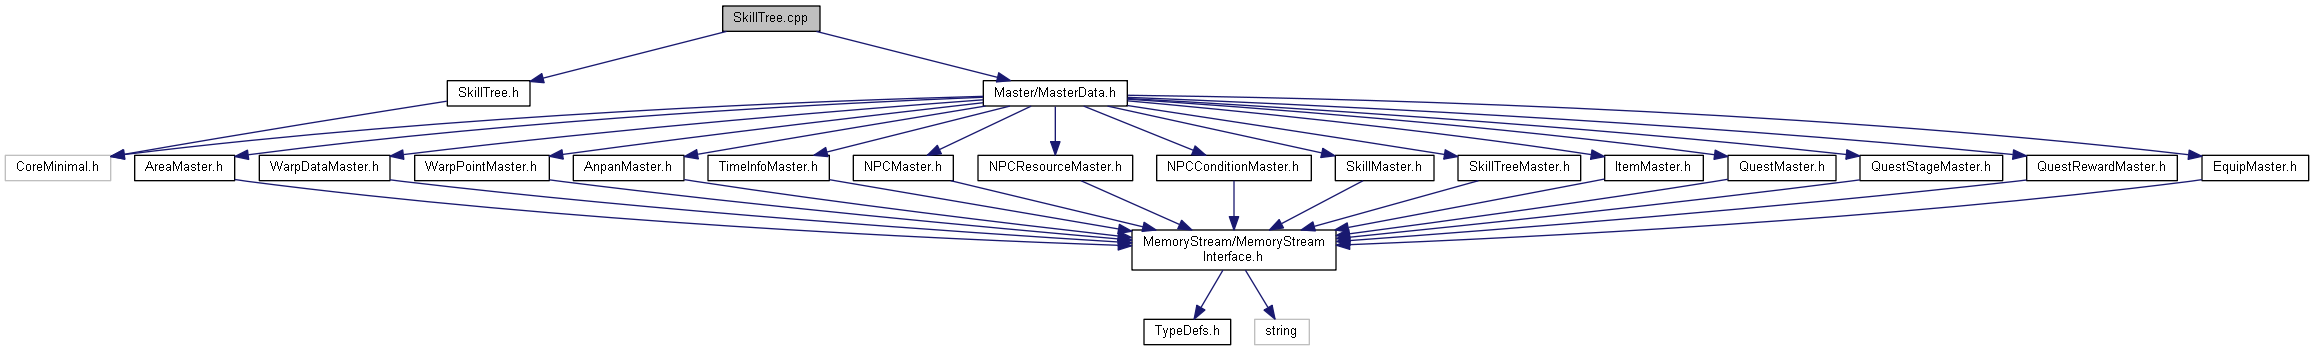 SkillTree.cpp
SkillTree.h
Master/MasterData.h
CoreMinimal.h
AreaMaster.h
WarpDataMaster.h
WarpPointMaster.h
AnpanMaster.h
TimeInfoMaster.h
NPCMaster.h
NPCResourceMaster.h
NPCConditionMaster.h
SkillMaster.h
SkillTreeMaster.h
ItemMaster.h
QuestMaster.h
QuestStageMaster.h
QuestRewardMaster.h
EquipMaster.h
MemoryStream/MemoryStream
Interface.h
TypeDefs.h
string